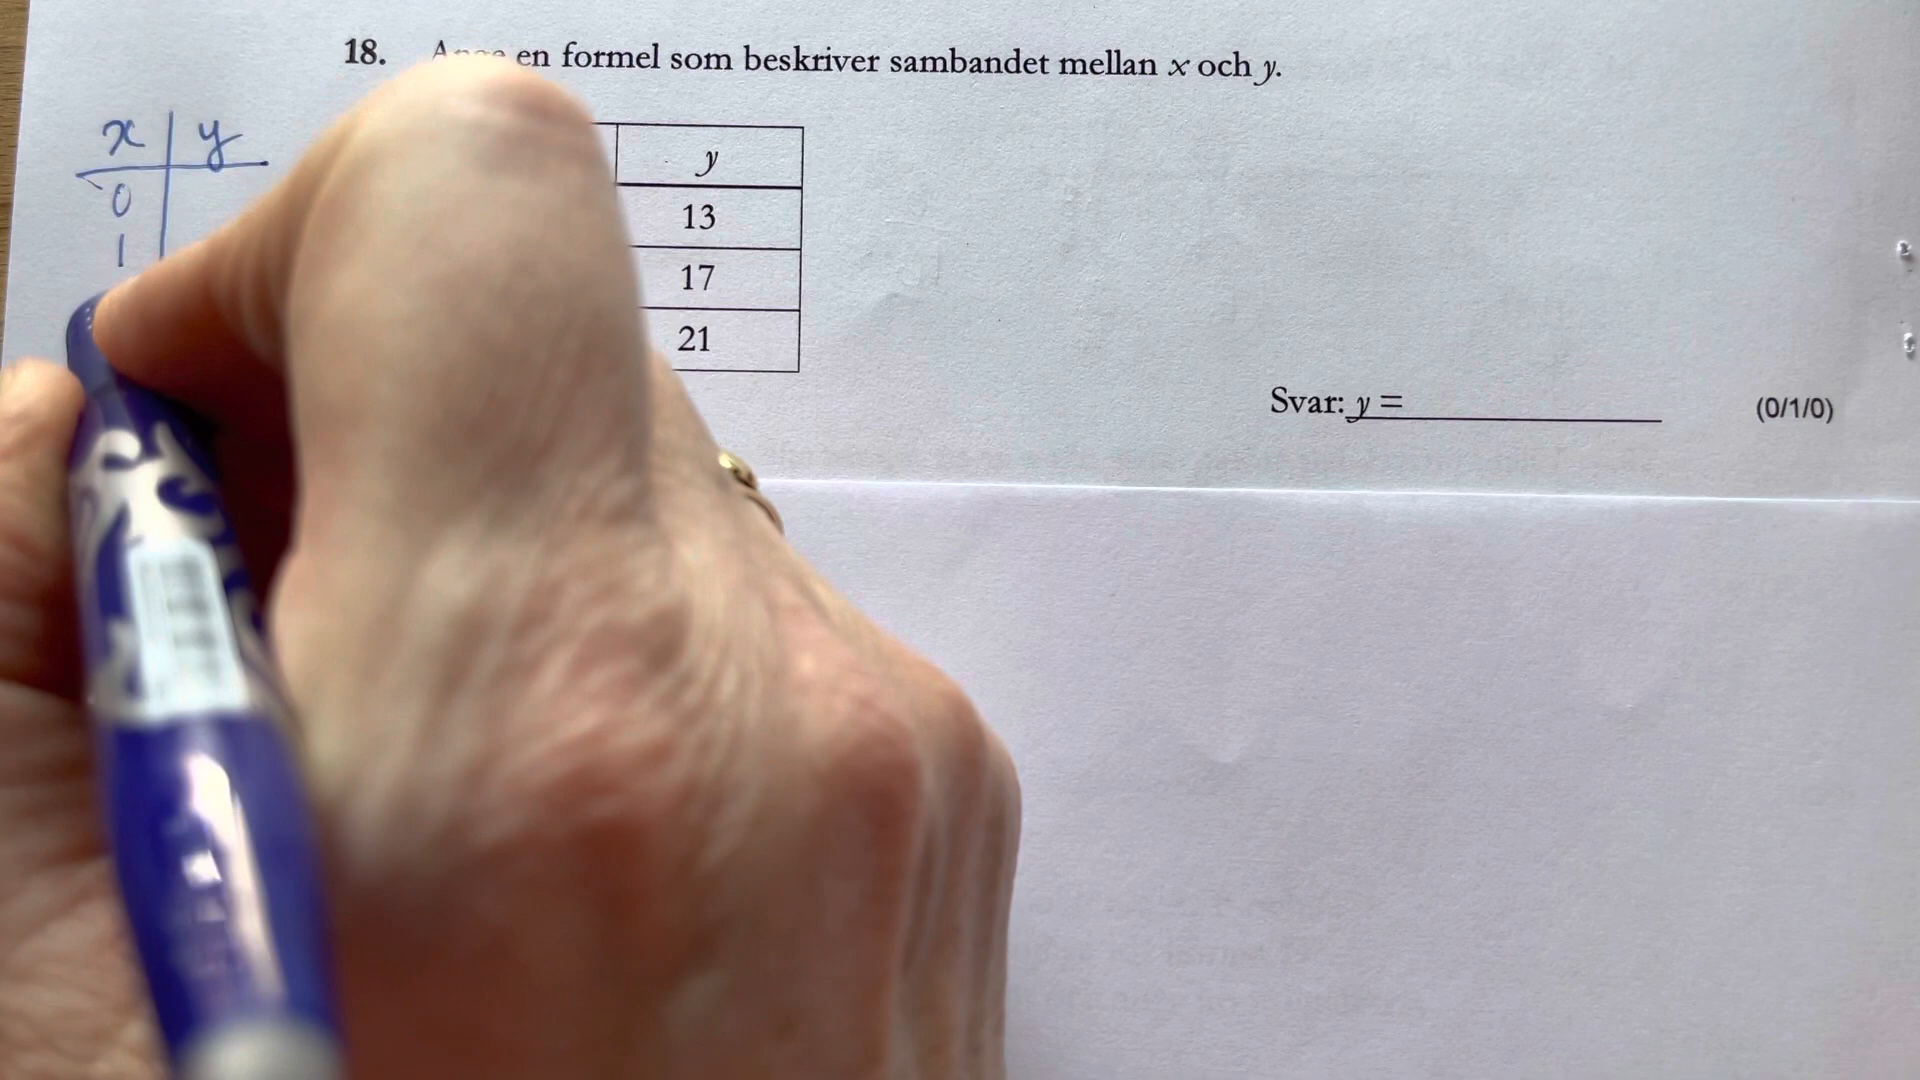 18. en formel som beskriver sambandet mellan x och y.
x y
0
1
y
13
17
21
Svar: y = (0/1/0)